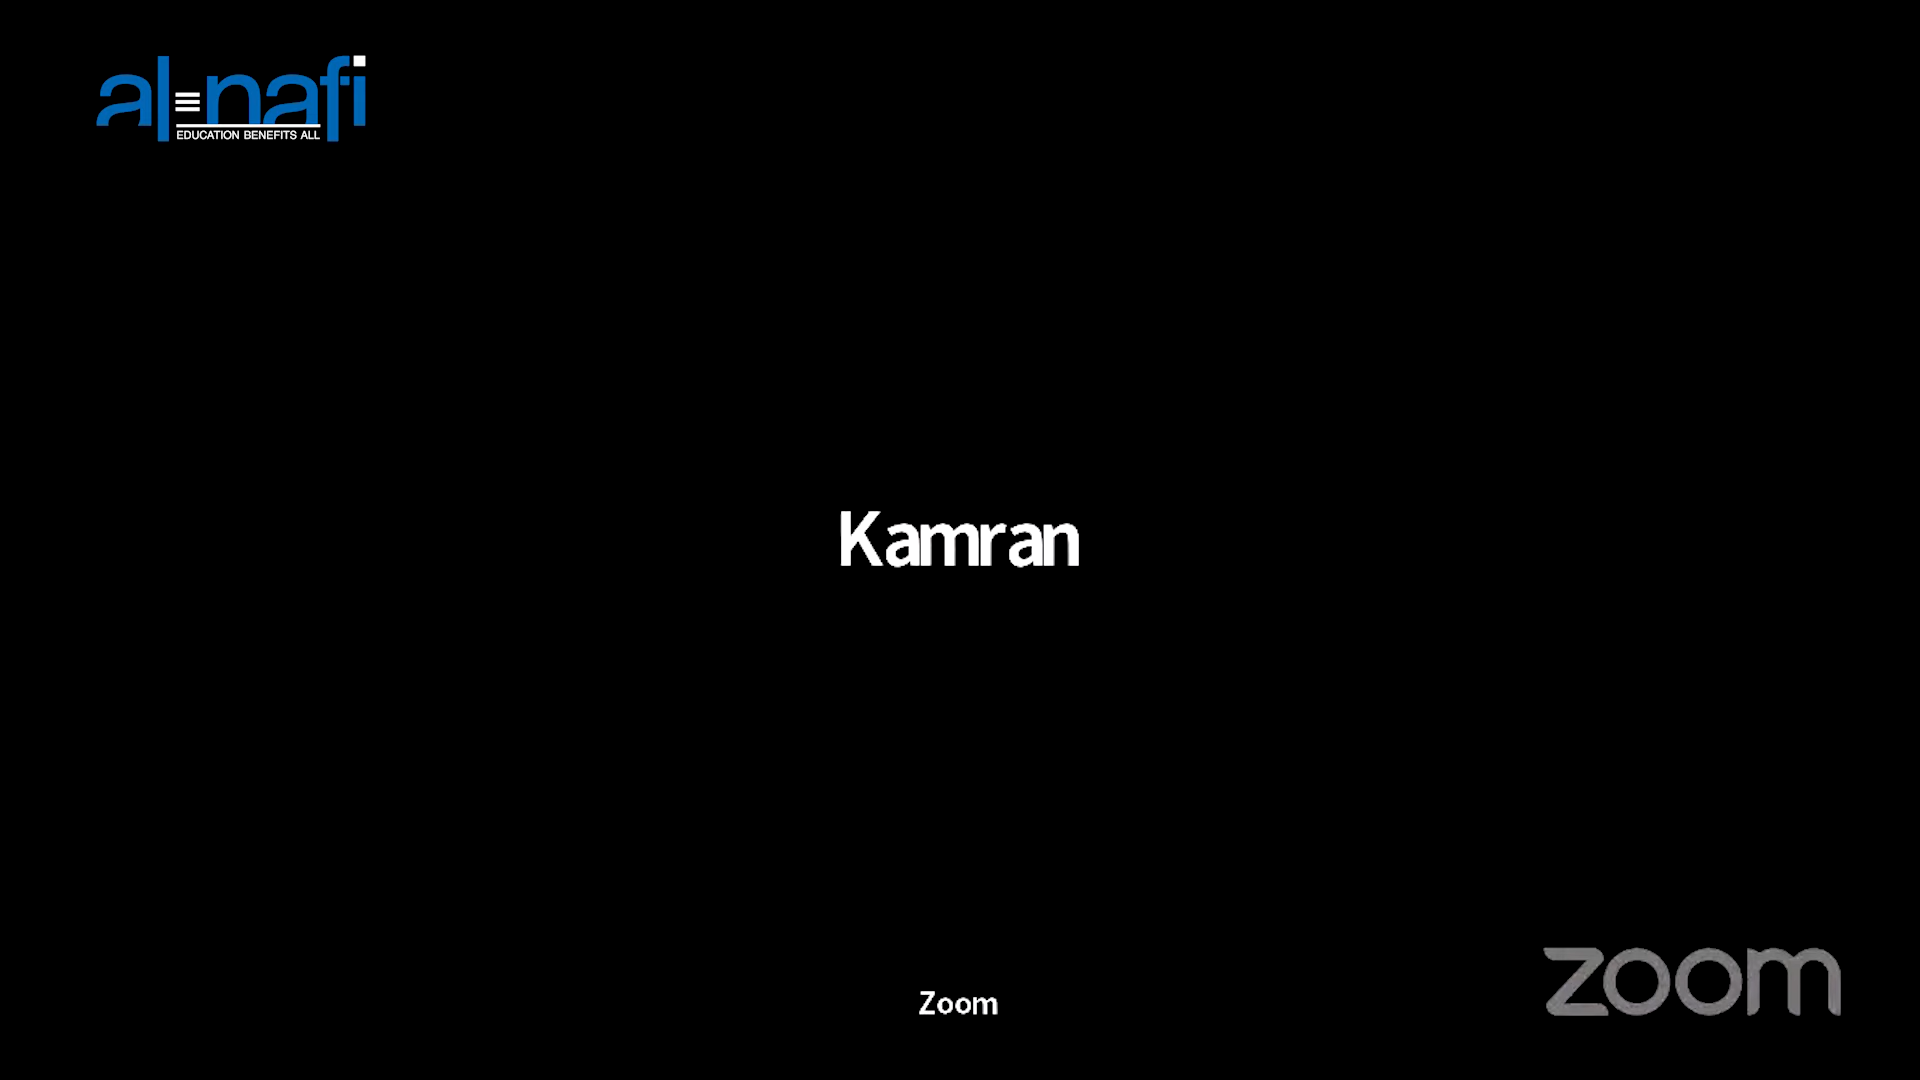 al-nafi
EDUCATION BENEFITS ALL
Kamran
Zoom
zoom